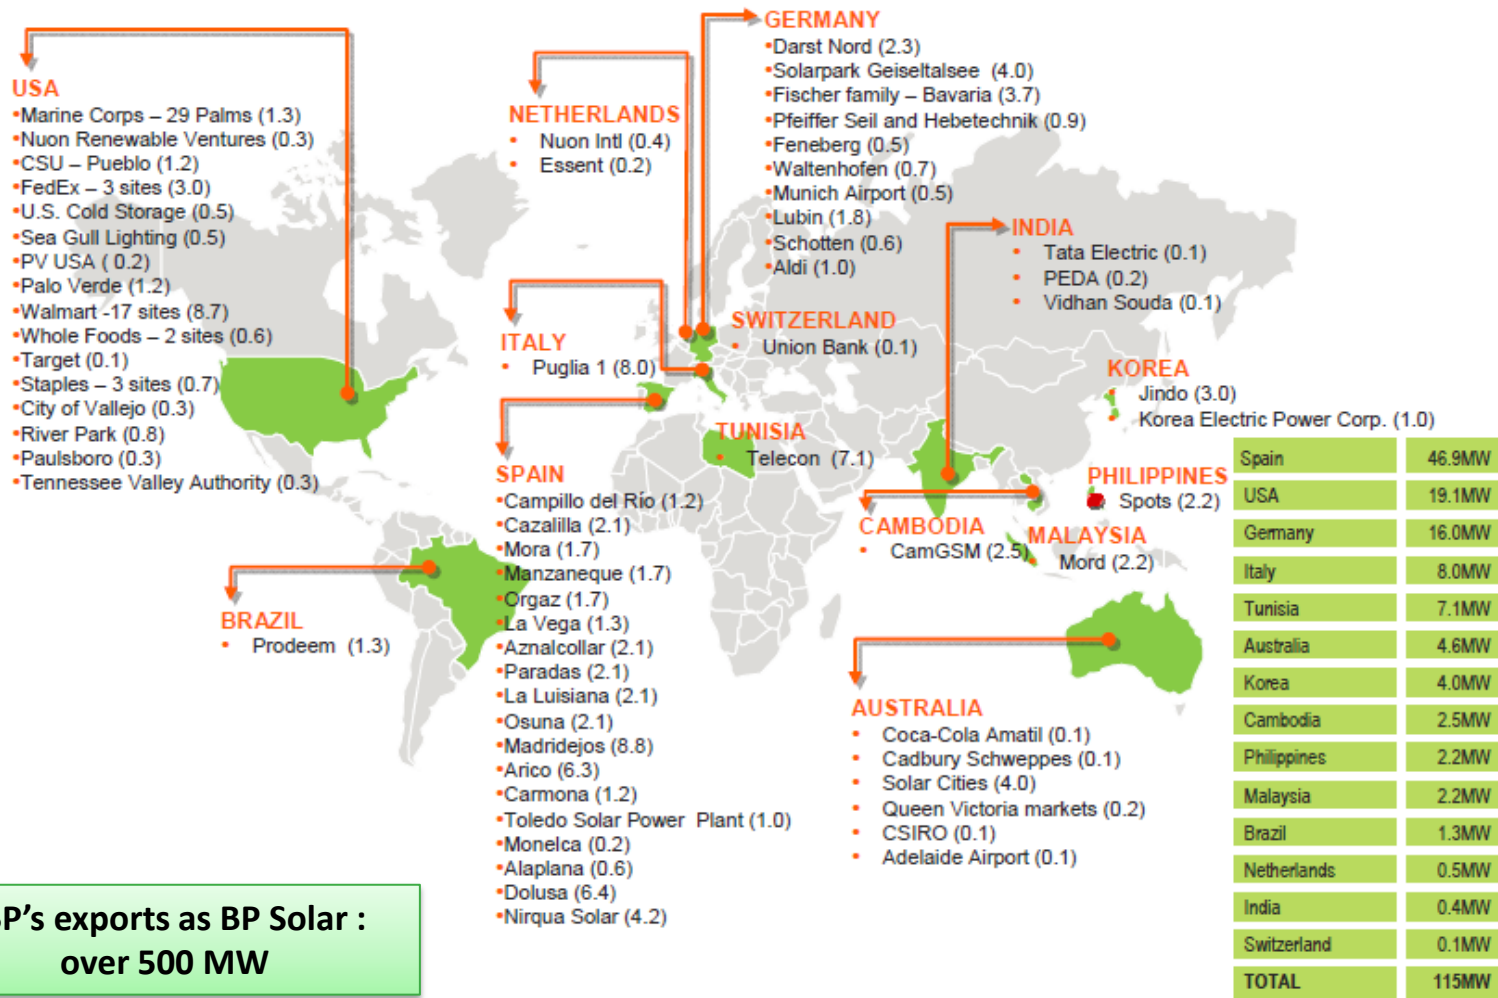 USA
•Marine Corps – 29 Palms (1.3)
•Nuon Renewable Ventures (0.3)
•CSU – Pueblo (1.2)
•FedEx – 3 sites (3.0)
•U.S. Cold Storage (0.5)
•Sea Gull Lighting (0.5)
•PV USA ( 0.2)
•Palo Verde (1.2)
•Walmart -17 sites (8.7)
•Whole Foods – 2 sites (0.6)
•Target (0.1)
•Staples – 3 sites (0.7)
•City of Vallejo (0.3)
•River Park (0.8)
•Paulsboro (0.3)
•Tennessee Valley Authority (0.3)
NETHERLANDS
• Nuon Intl (0.4)
• Essent (0.2)
GERMANY
•Darst Nord (2.3)
•Solarpark Geiseltalsee (4.0)
•Fischer family – Bavaria (3.7)
•Pfeiffer Seil and Hebetechnik (0.9)
•Feneberg (0.5)
•Waltenhofen (0.7)
•Munich Airport (0.5)
•Lubin (1.8)
•Schotten (0.6)
•Aldi (1.0)
INDIA
• Tata Electric (0.1)
• PEDA (0.2)
• Vidhan Souda (0.1)
ITALY
• Puglia 1 (8.0)
SWITZERLAND
• Union Bank (0.1)
KOREA
• Jindo (3.0)
• Korea Electric Power Corp. (1.0)
TUNISIA
• Telecon (7.1)
SPAIN
•Campillo del Río (1.2)
•Cazalilla (2.1)
•Mora (1.7)
•Manzaneque (1.7)
•Orgaz (1.7)
•La Vega (1.3)
•Aznalcollar (2.1)
•Paradas (2.1)
•La Luisiana (2.1)
•Osuna (2.1)
•Madridejos (8.8)
•Arico (6.3)
•Carmona (1.2)
•Toledo Solar Power Plant (1.0)
•Monelca (0.2)
•Alaplana (0.6)
•Dolusa (6.4)
•Nirqua Solar (4.2)
PHILIPPINES
Spots (2.2)
CAMBODIA
• CamGSM (2.5)
MALAYSIA
• Mord (2.2)
BRAZIL
• Prodeem (1.3)
AUSTRALIA
• Coca-Cola Amatil (0.1)
• Cadbury Schweppes (0.1)
• Solar Cities (4.0)
• Queen Victoria markets (0.2)
• CSIRO (0.1)
• Adelaide Airport (0.1)
Spain 46.9MW
USA 19.1MW
Germany 16.0MW
Italy 8.0MW
Tunisia 7.1MW
Australia 4.6MW
Korea 4.0MW
Cambodia 2.5MW
Philippines 2.2MW
Malaysia 2.2MW
Brazil 1.3MW
Netherlands 0.5MW
India 0.4MW
Switzerland 0.1MW
TOTAL 115MW
P's exports as BP Solar :
over 500 MW